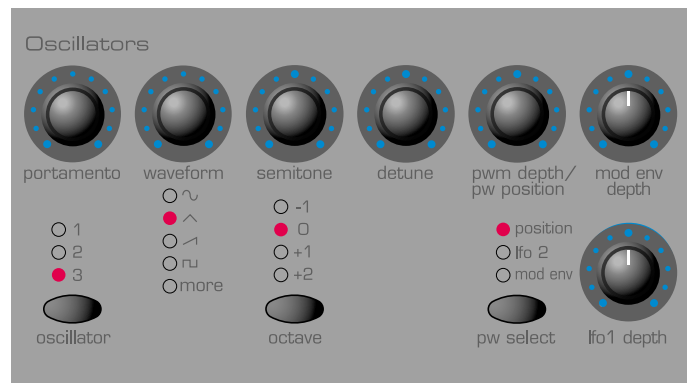 Oscillators
portamento
waveform
semitone
detune
pwm depth/
pw position
mod env
depth
1
2
3
oscillator
more
-1
0
+1
+2
octave
position
lfo 2
mod env
pw select
lfo1 depth